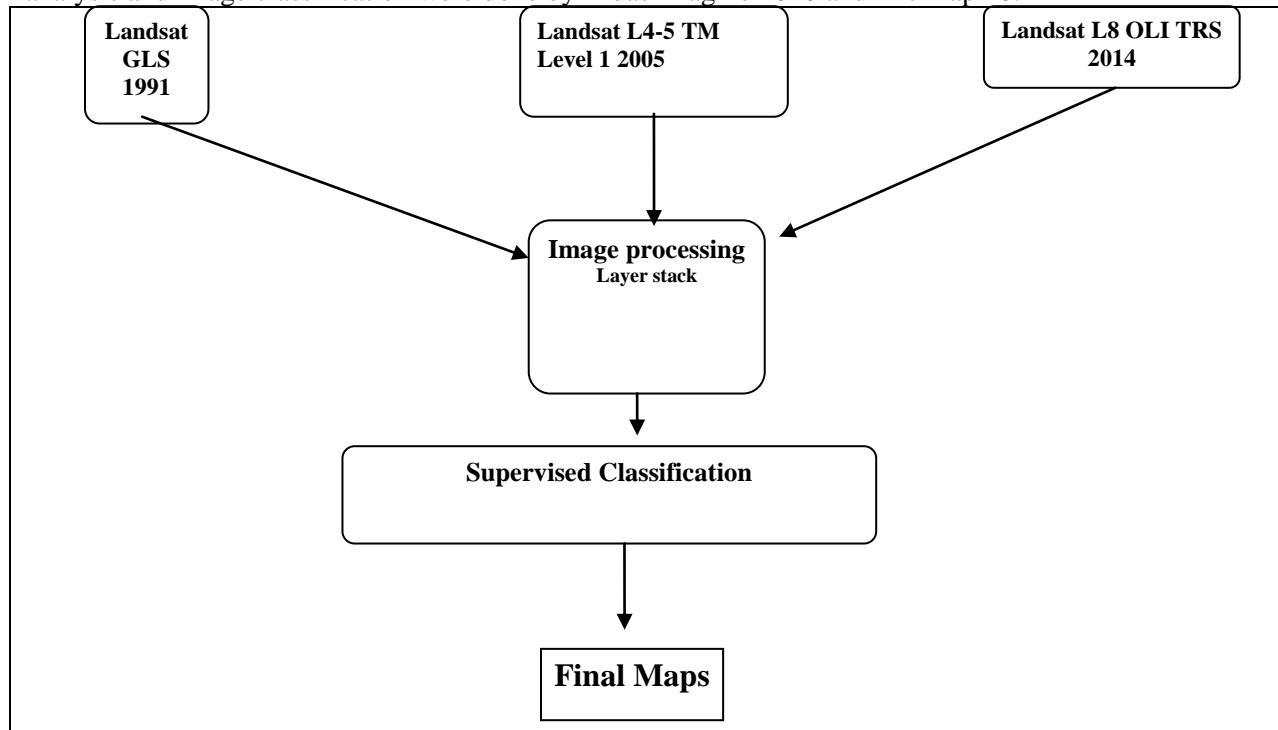 Landsat
GLS
1991
Landsat L4-5 TM
Level 1 2005
Landsat L8 OLI TRS
2014
Image processing
Layer stack
Supervised Classification
Final Maps